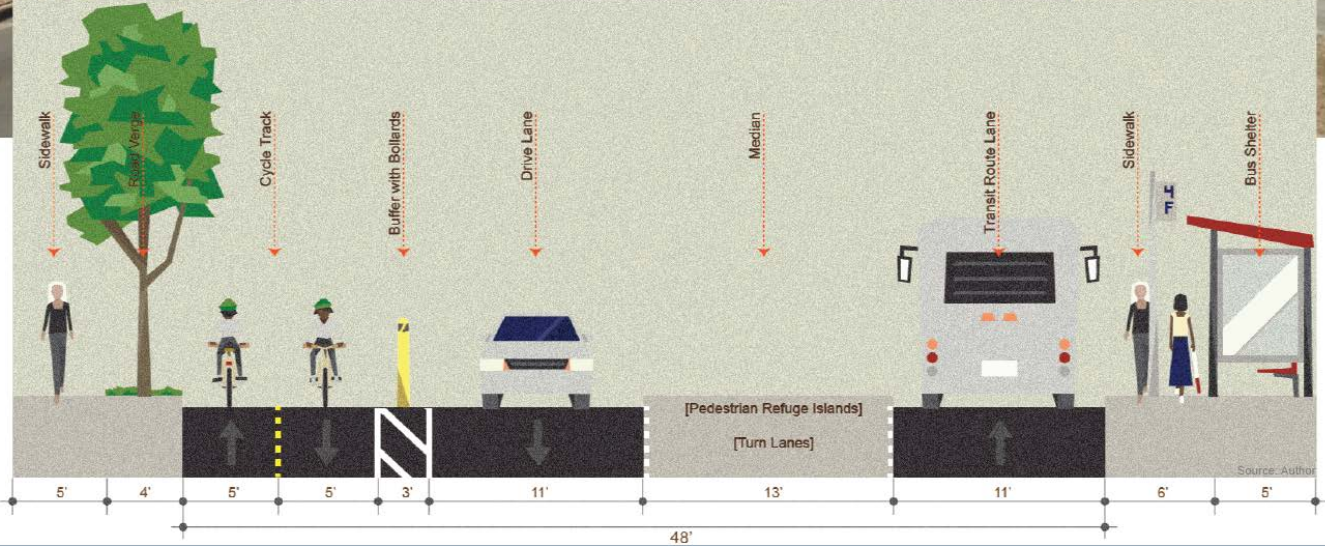 Sidewalk
Road Verge
Cycle Track
Buffer with Bollards
Drive Lane
Median
Transit Route Lane
Sidewalk
Bus Shelter
[Pedestrian Refuge Islands]
[Turn Lanes]
Source: Author
5' 4' 5' 5' 3' 11' 13' 11' 6' 5'
48'